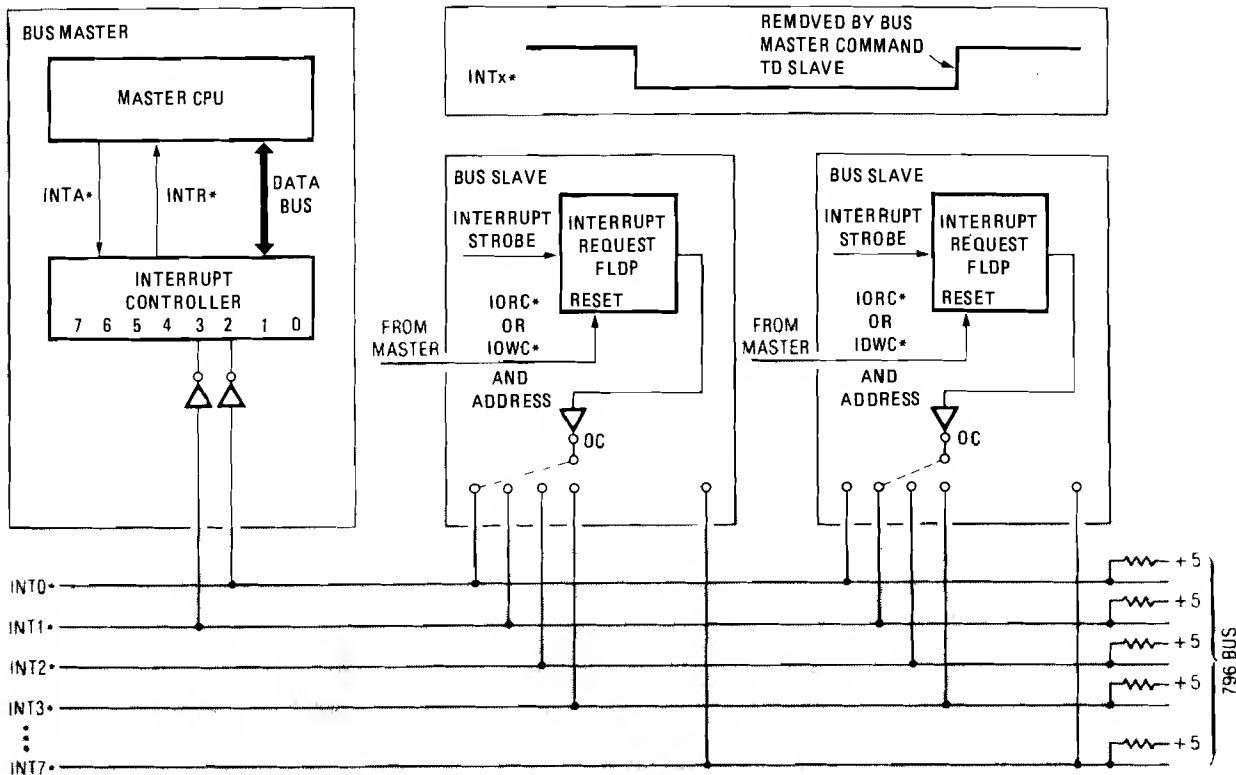 BUS MASTER
MASTER CPU
INTA*
INTR*
DATA
BUS
INTERRUPT
CONTROLLER
7 6 5 4 3 2 1 0
REMOVED BY BUS
MASTER COMMAND
TO SLAVE
INTx*
BUS SLAVE
INTERRUPT
STROBE
INTERRUPT
REQUEST
FLDP
RESET
IORC*
OR
IOWC*
FROM
MASTER
AND
ADDRESS
OC
BUS SLAVE
INTERRUPT
STROBE
INTERRUPT
REQUEST
FLDP
RESET
IORC*
OR
IDWC*
FROM
MASTER
AND
ADDRESS
OC
INT0*
INT1*
INT2*
INT3*
INT7*
+5
+5
+5
+5
+5
796 BUS